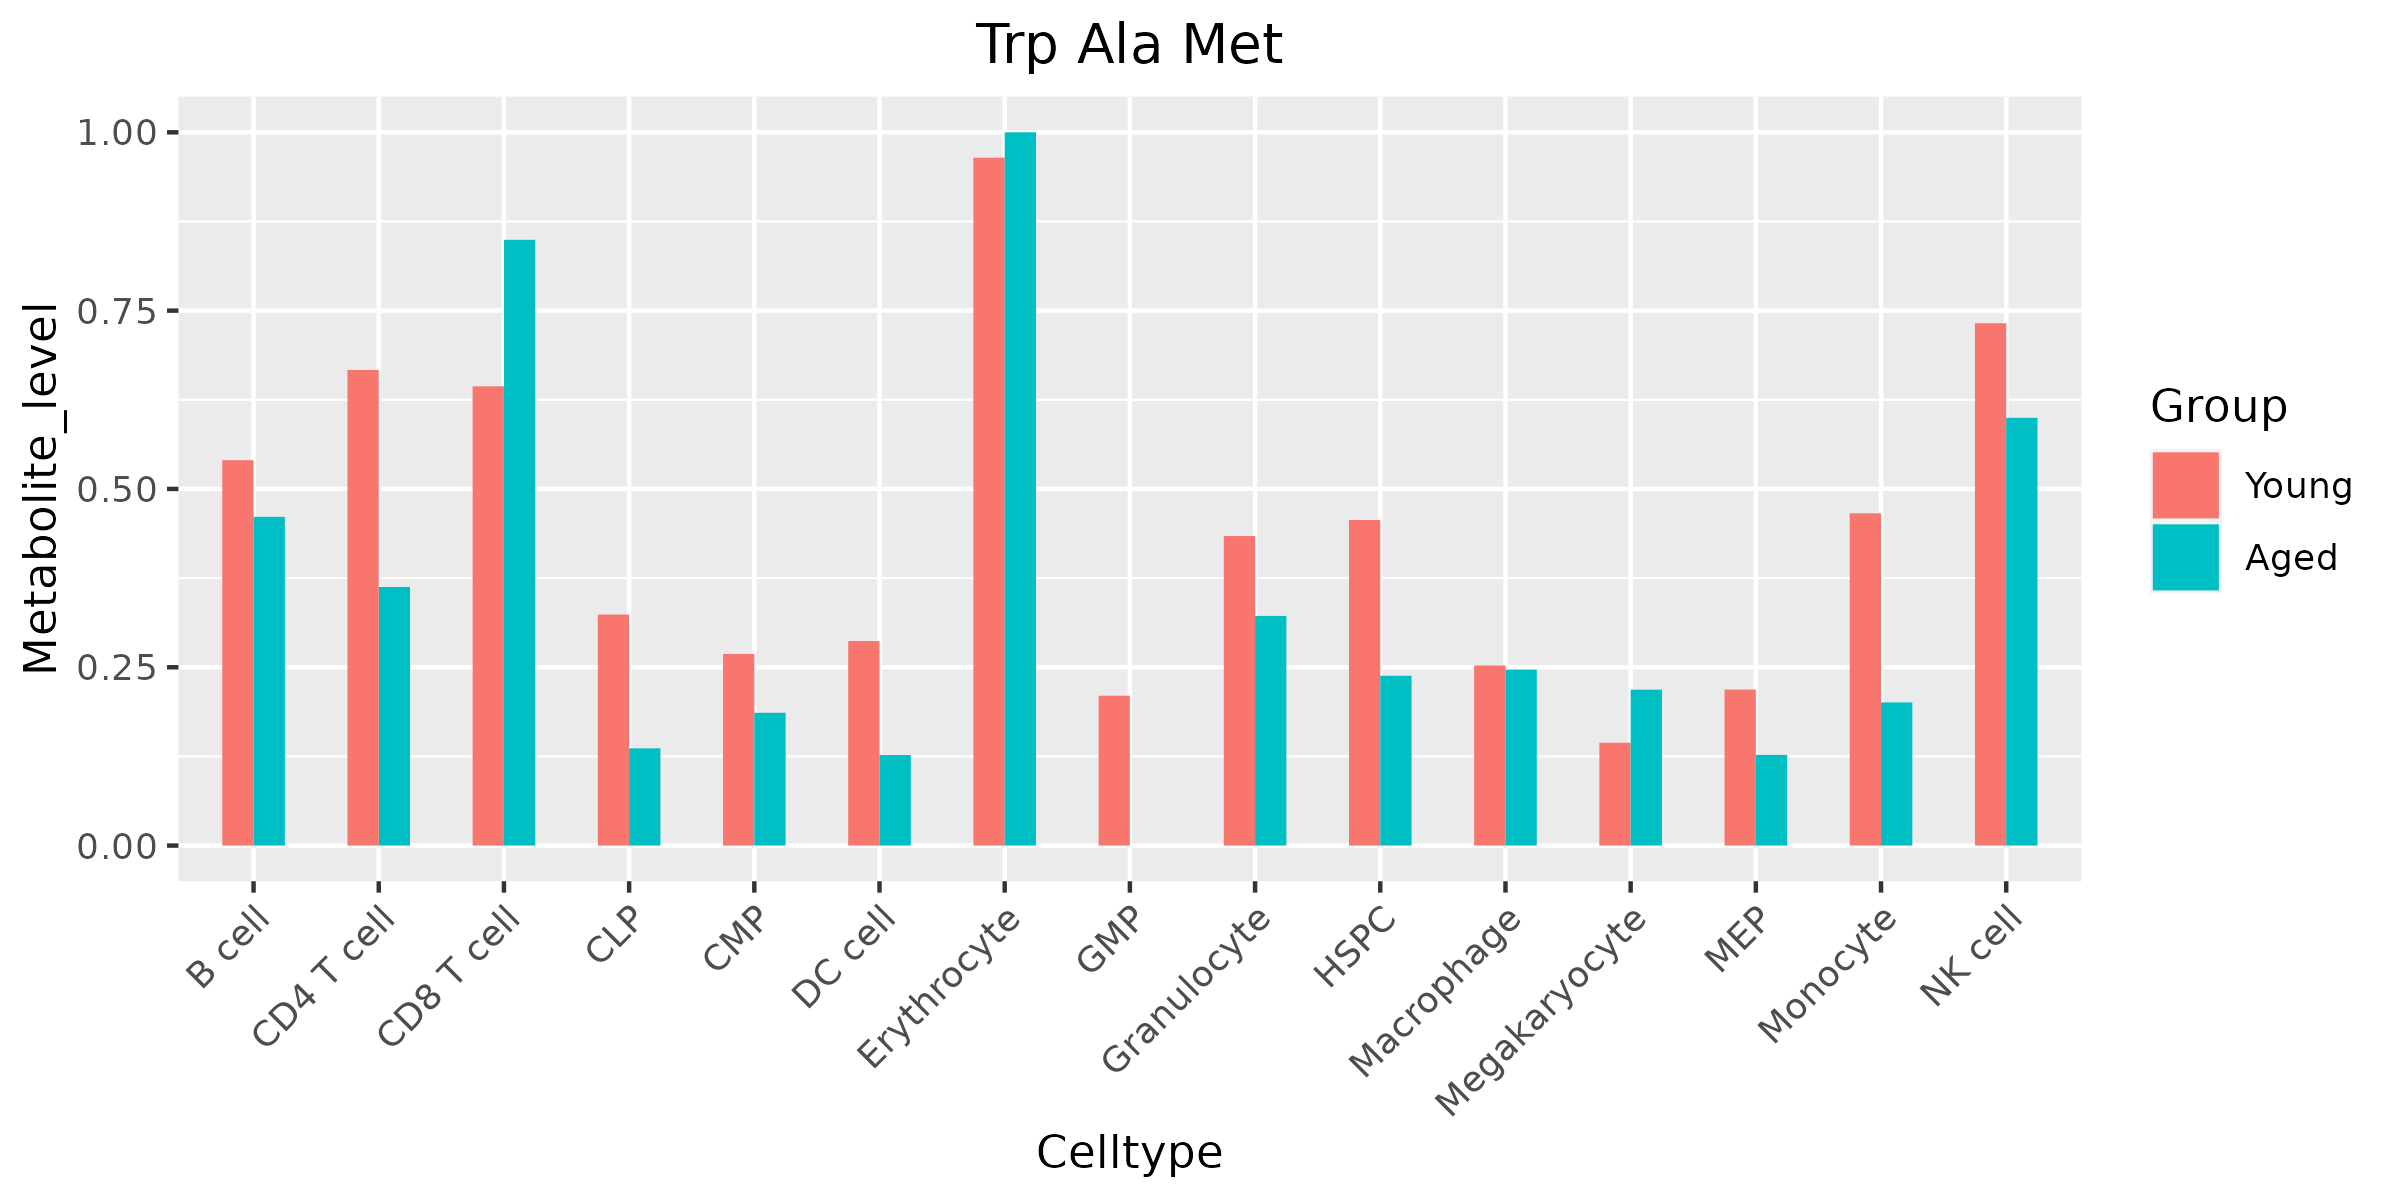 Trp Ala Met
Metabolite_level
1.00
0.75
0.50
0.25
0.00
B cell
CD4 T cell
CD8 T cell
CLP
CMP
DC cell
Erythrocyte
GMP
Granulocyte
HSPC
Macrophage
Megakaryocyte
MEP
Monocyte
NK cell
Celltype
Group
Young
Aged